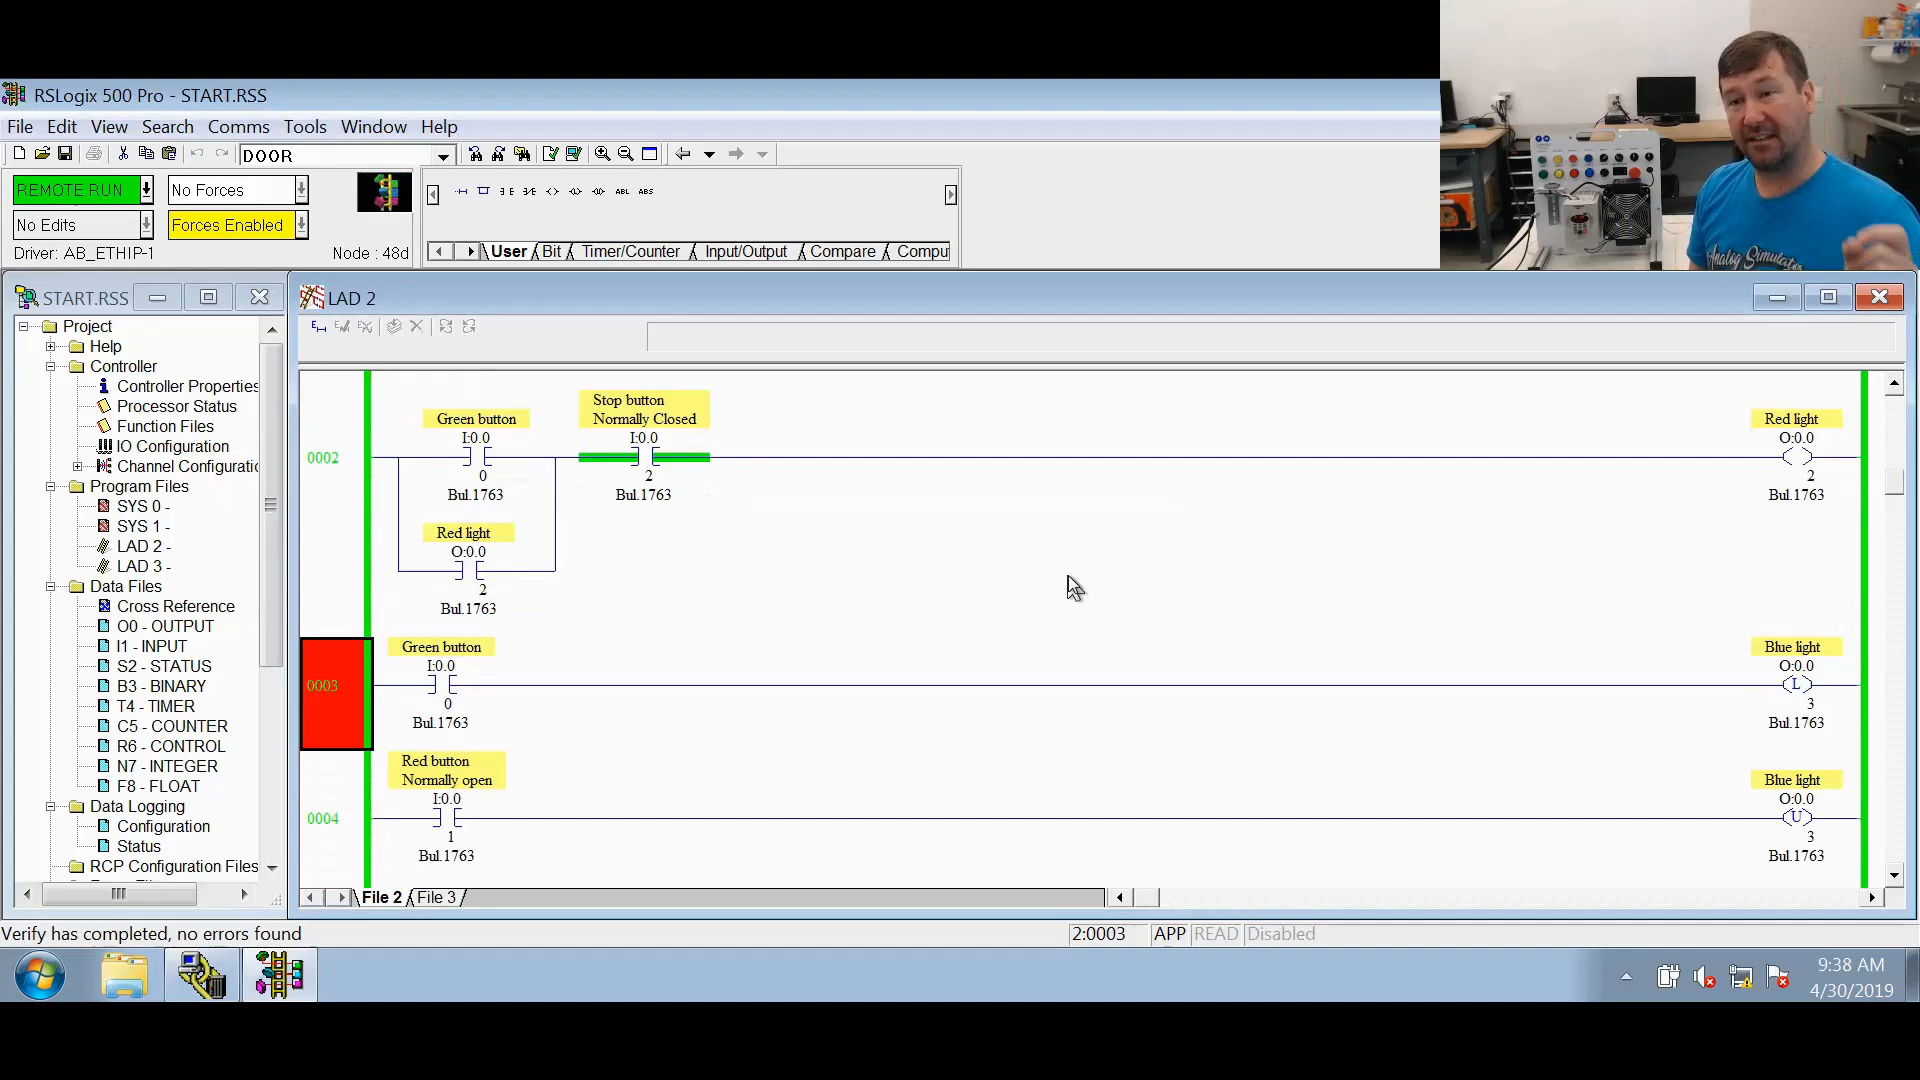 RSLogix 500 Pro - START.RSS
File Edit View Search Comms Tools Window Help
DOOR
REMOTE RUN No Forces
No Edits Forces Enabled
Driver: AB_ETHIP-1 Node : 48d
ABL ABS
User Bit Timer/Counter Input/Output Compare Compu
Analog Simulator
START.RSS
Project
Help
Controller
Controller Properties
Processor Status
Function Files
IO Configuration
Channel Configuratic
Program Files
SYS 0 -
SYS 1 -
LAD 2 -
LAD 3 -
Data Files
Cross Reference
O0 - OUTPUT
I1 - INPUT
S2 - STATUS
B3 - BINARY
T4 - TIMER
C5 - COUNTER
R6 - CONTROL
N7 - INTEGER
F8 - FLOAT
Data Logging
Configuration
Status
RCP Configuration Files
LAD 2
0002
Green button
I:0.0
0
Bul.1763
Stop button
Normally Closed
I:0.0
2
Bul.1763
Red light
O:0.0
2
Bul.1763
Red light
O:0.0
2
Bul.1763
0003
Green button
I:0.0
0
Bul.1763
Blue light
O:0.0
L
3
Bul.1763
0004
Red button
Normally open
I:0.0
1
Bul.1763
Blue light
O:0.0
U
3
Bul.1763
File 2 File 3
Verify has completed, no errors found
2:0003 APP READ Disabled
9:38 AM
4/30/2019